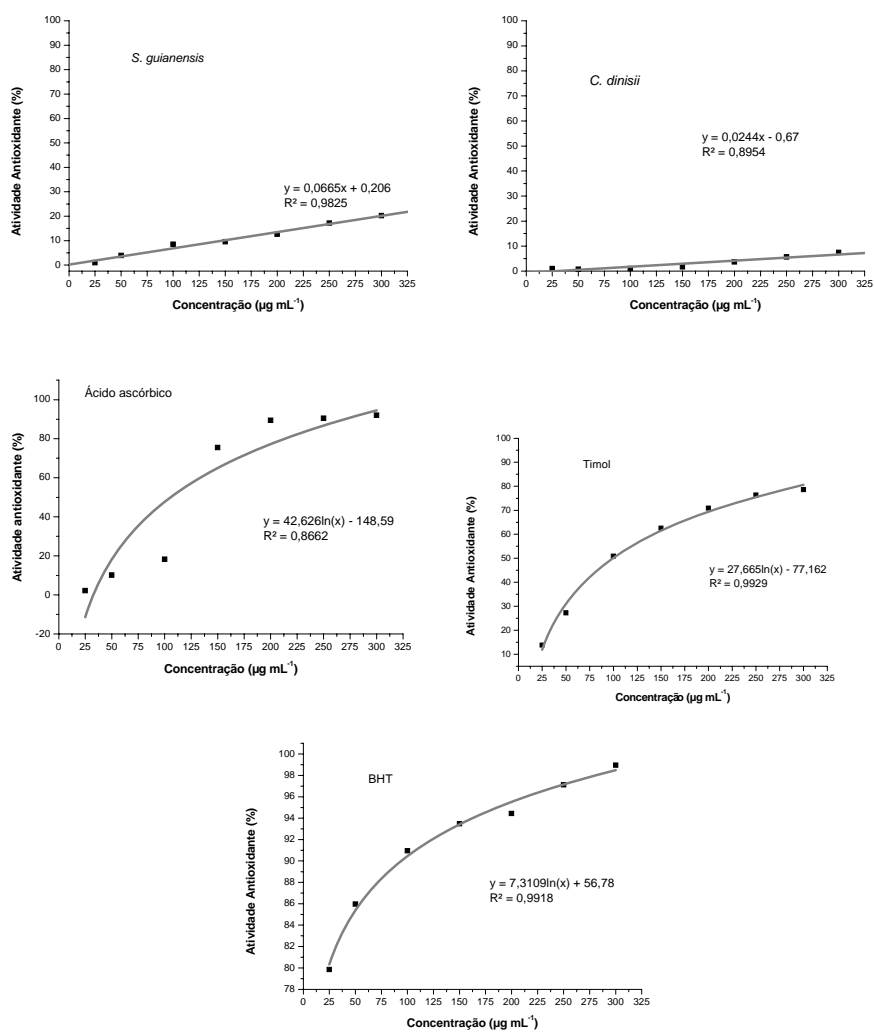 S. guianensis
Atividade Antioxidante (%)
100
90
80
70
60
50
40
30
20
10
0
y = 0,0665x + 0,206
R² = 0,9825
0 25 50 75 100 125 150 175 200 225 250 275 300 325
Concentração (µg mL⁻¹)
C. dinisii
Atividade Antioxidante (%)
100
90
80
70
60
50
40
30
20
10
0
y = 0,0244x - 0,67
R² = 0,8954
0 25 50 75 100 125 150 175 200 225 250 275 300 325
Concentração (µg mL⁻¹)
Ácido ascórbico
Atividade antioxidante (%)
100
80
60
40
20
0
-20
y = 42,626ln(x) - 148,59
R² = 0,8662
0 25 50 75 100 125 150 175 200 225 250 275 300 325
Concentração (µg mL⁻¹)
Timol
Atividade Antioxidante (%)
100
90
80
70
60
50
40
30
20
10
y = 27,665ln(x) - 77,162
R² = 0,9929
0 25 50 75 100 125 150 175 200 225 250 275 300 325
Concentração (µg mL⁻¹)
BHT
Atividade Antioxidante (%)
100
98
96
94
92
90
88
86
84
82
80
78
y = 7,3109ln(x) + 56,78
R² = 0,9918
0 25 50 75 100 125 150 175 200 225 250 275 300 325
Concentração (µg mL⁻¹)